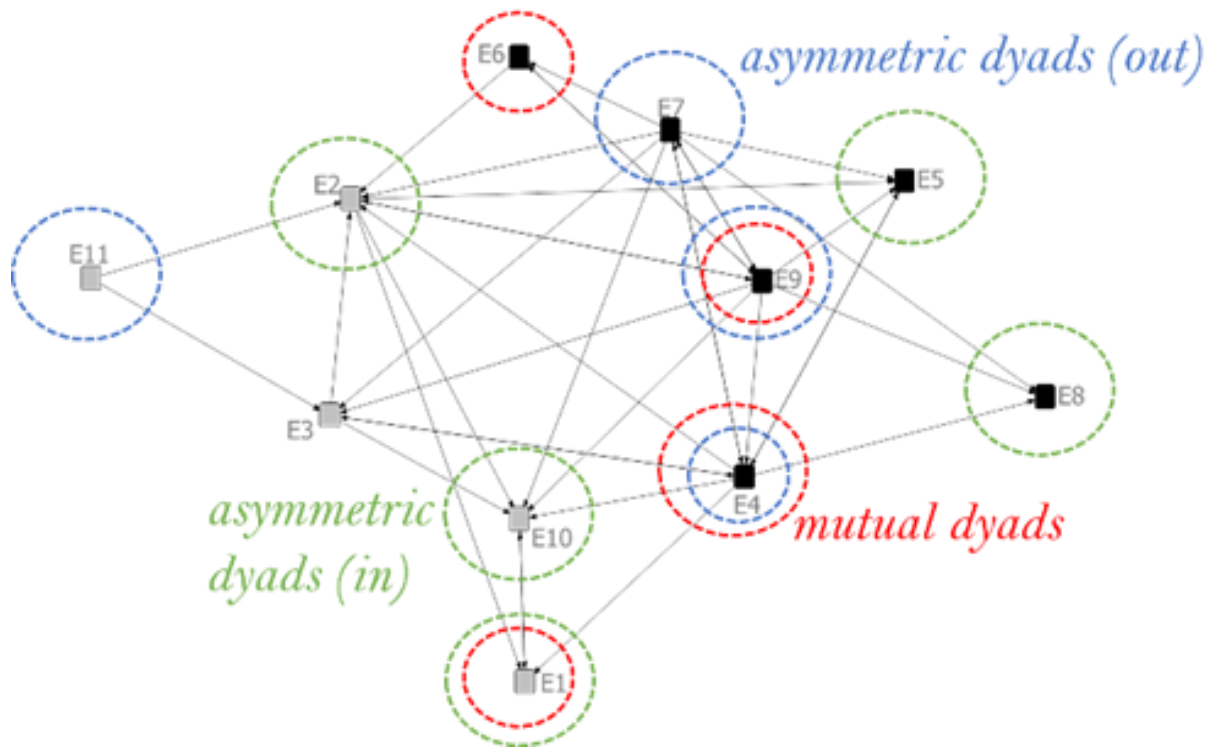 E6
asymmetric dyads (out)
E7
E2
E5
E11
E9
E8
E3
E4
asymmetric
dyads (in)
mutual dyads
E10
E1